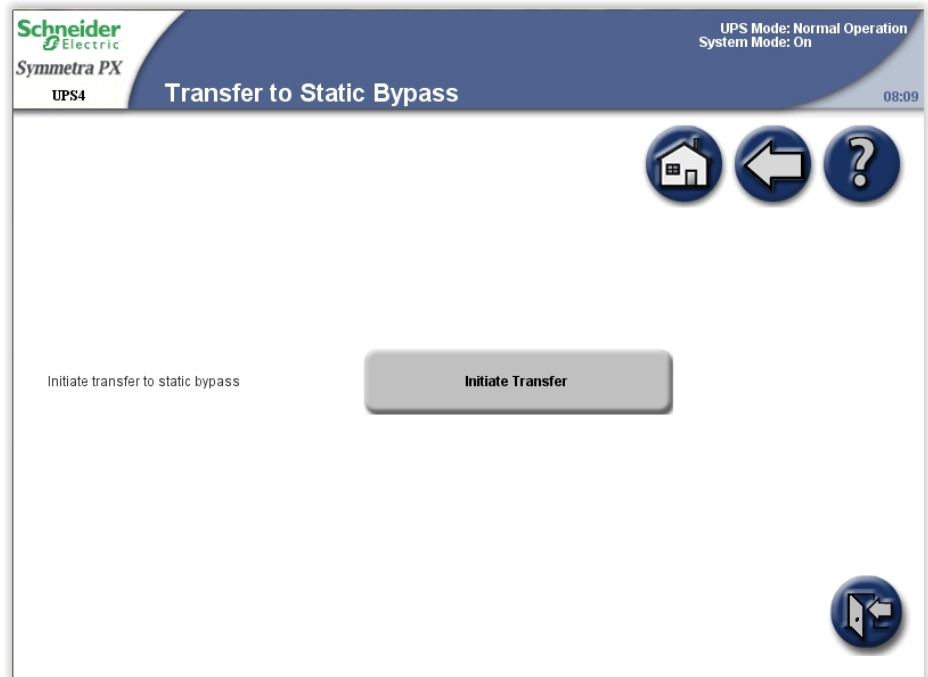 Schneider
Electric
Symmetra PX
UPS4
Transfer to Static Bypass
UPS Mode: Normal Operation
System Mode: On
08:09
?
Initiate transfer to static bypass
Initiate Transfer